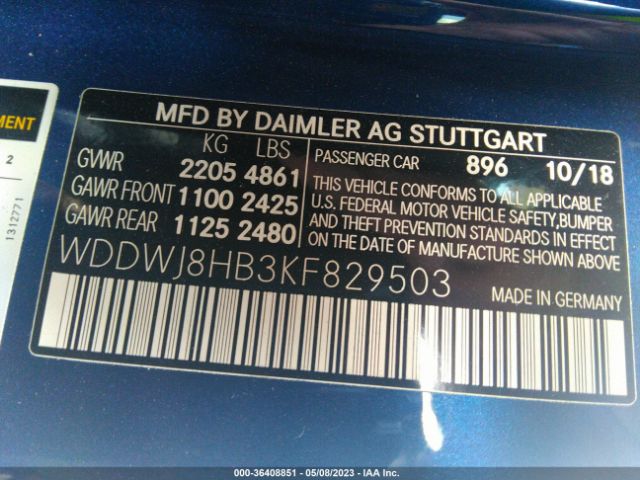 MENT
2
1312771
MFD BY DAIMLER AG STUTTGART
KG LBS
GVWR 2205 4861
GAWR FRONT 1100 2425
GAWR REAR 1125 2480
PASSENGER CAR 896 10/18
THIS VEHICLE CONFORMS TO ALL APPLICABLE
U.S. FEDERAL MOTOR VEHICLE SAFETY,BUMPER
AND THEFT PREVENTION STANDARDS IN EFFECT
ON THE DATE OF MANUFACTURE SHOWN ABOVE
WDDWJ8HB3KF829503
MADE IN GERMANY
000-36408851 - 05/08/2023 - IAA Inc.